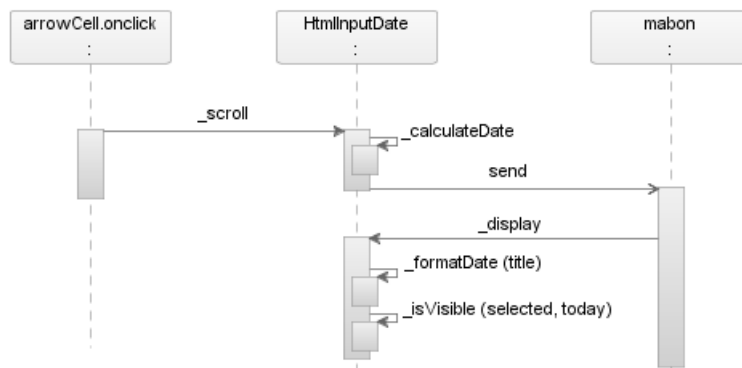 arrowCell.onclick
:
HtmlInputDate
:
mabon
:
_scroll
_calculateDate
send
_display
_formatDate (title)
_isVisible (selected, today)